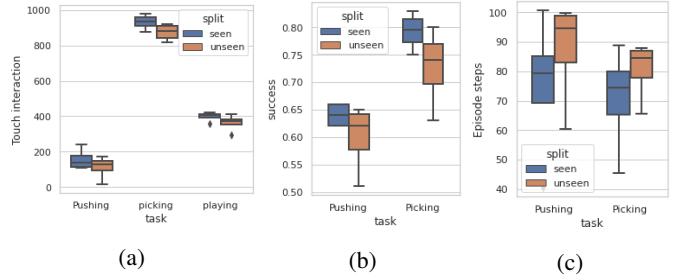 1000
800
600
400
200
0
Touch interaction
split
seen
unseen
Pushing picking playing
task
(a)
0.80
0.75
0.70
0.65
0.60
0.55
0.50
success
split
seen
unseen
Pushing Picking
task
(b)
100
90
80
70
60
50
40
Episode steps
split
seen
unseen
Pushing Picking
task
(c)